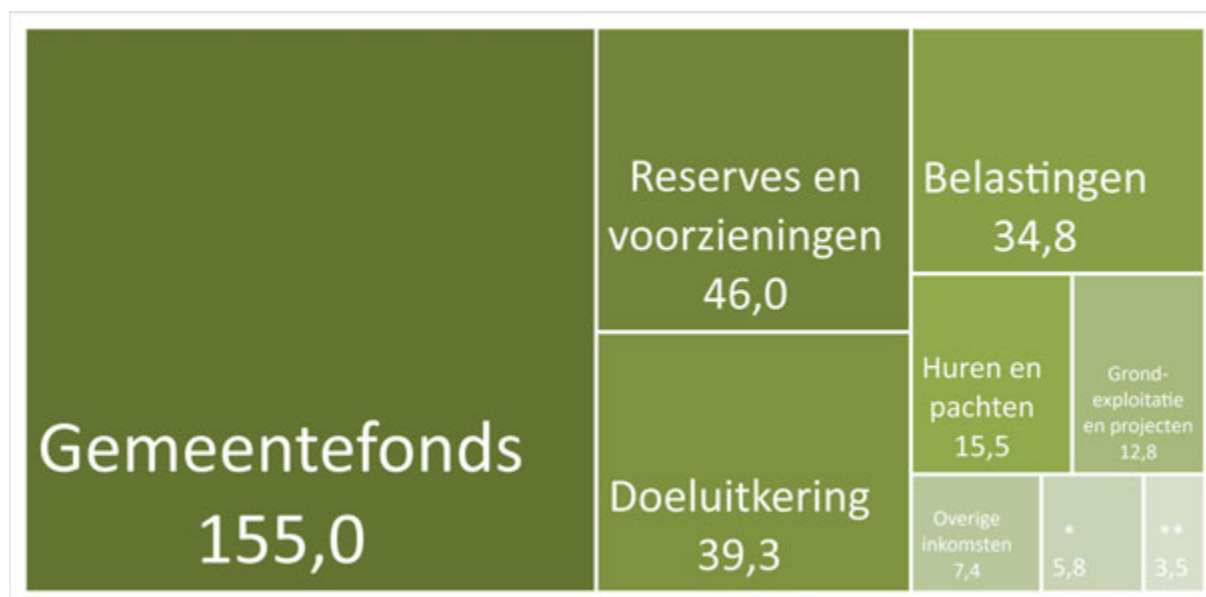 Gemeentefonds
155,0
Reserves en
voorzieningen
46,0
Doeluitkering
39,3
Belastingen
34,8
Huren en
pachten
15,5
Grond-
exploitatie
en projecten
12,8
Overige
inkomsten
7,4
*
5,8
**
3,5